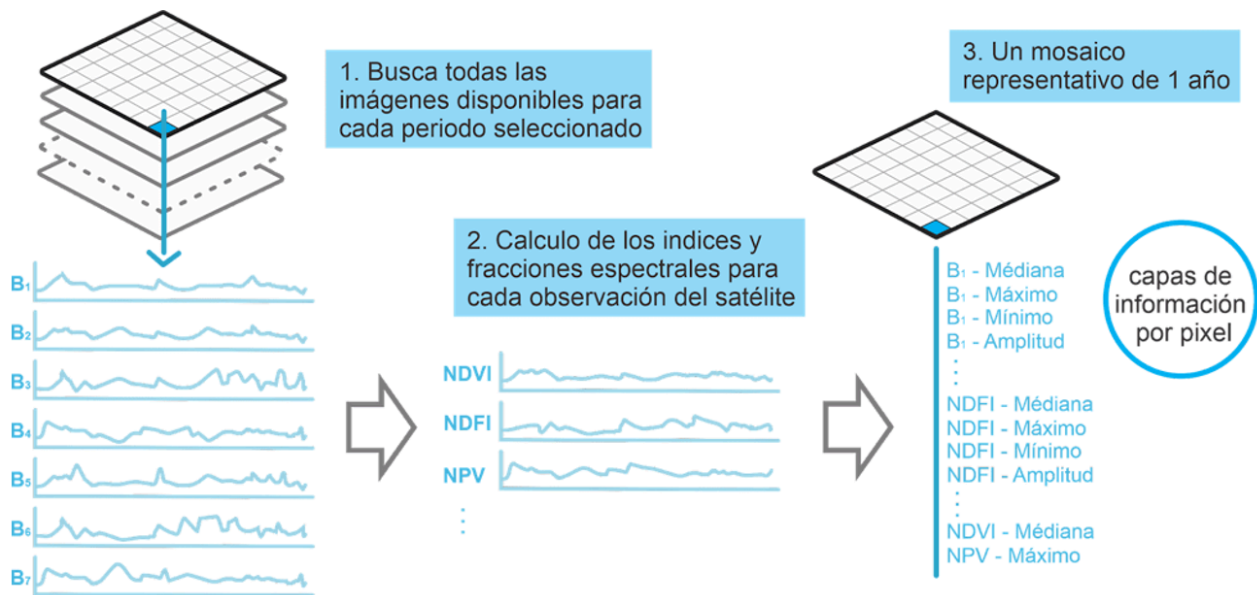 1. Busca todas las
imágenes disponibles para
cada periodo seleccionado
B1
B2
B3
B4
B5
B6
B7
2. Calculo de los indices y
fracciones espectrales para
cada observación del satélite
NDVI
NDFI
NPV
3. Un mosaico
representativo de 1 año
B1 - Médiana
B1 - Máximo
B1 - Mínimo
B1 - Amplitud
NDFI - Médiana
NDFI - Máximo
NDFI - Mínimo
NDFI - Amplitud
NDVI - Médiana
NPV - Máximo
capas de
información
por pixel